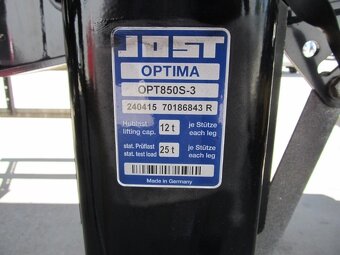 JOST
OPTIMA
OPT850S-3
240415 70186843 R
Hublast je Stütze
lifting cap. 12 t each leg
stat. Prüflast je Stütze
stat. test load 25 t each leg
Made in Germany